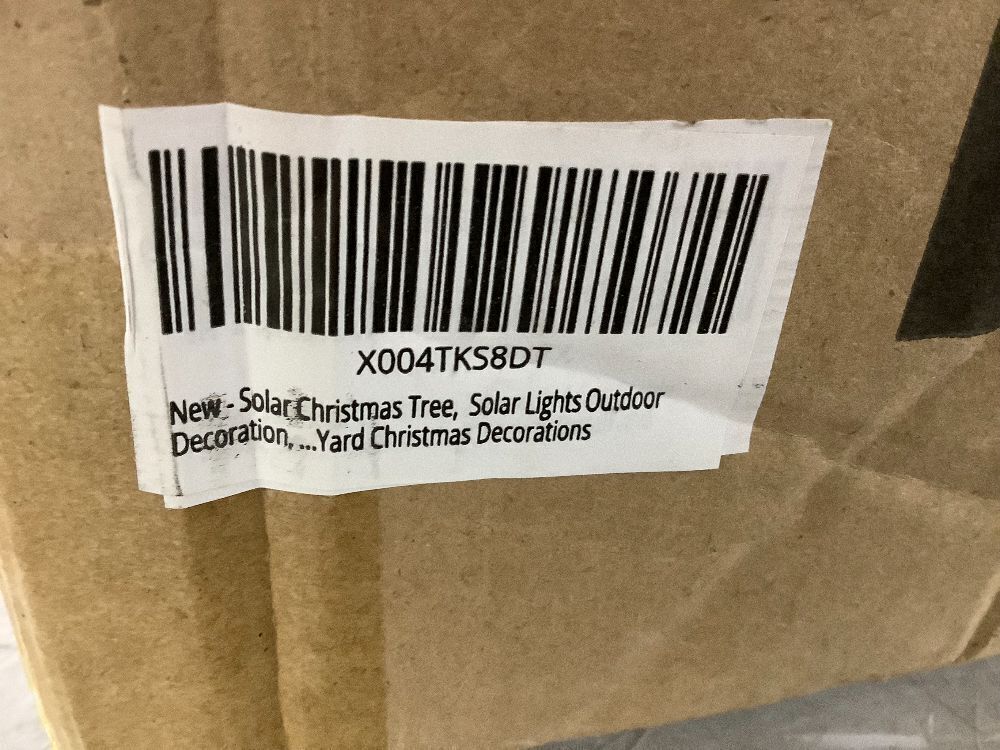 X004TKS8DT
New - Solar Christmas Tree, Solar Lights Outdoor
Decoration, ...Yard Christmas Decorations